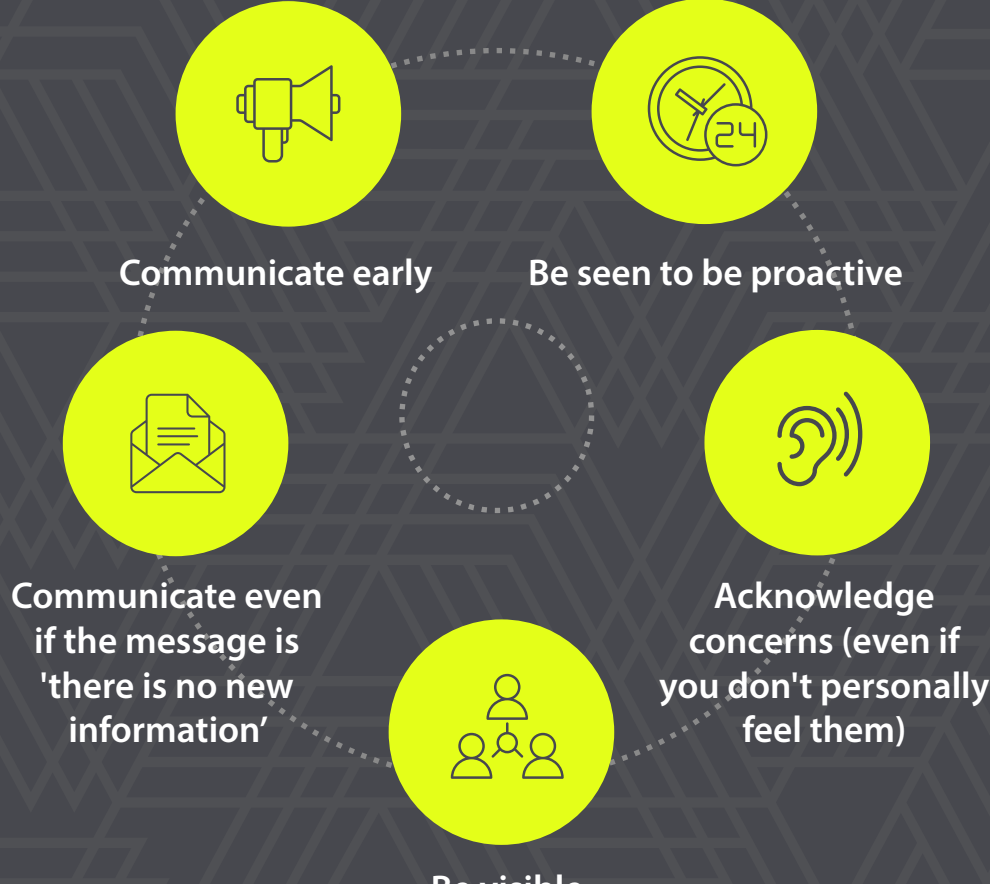 24
Communicate early
Be seen to be proactive
Communicate even
if the message is
'there is no new
information’
Acknowledge
concerns (even if
you don't personally
feel them)
Be visible